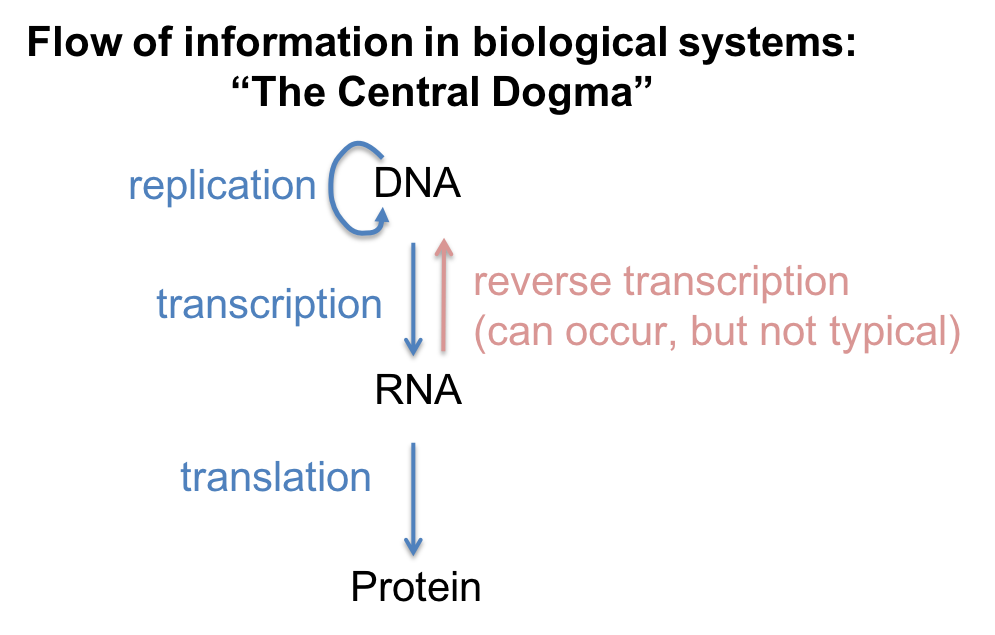 Flow of information in biological systems:
“The Central Dogma”
replication
DNA
transcription
reverse transcription
(can occur, but not typical)
RNA
translation
Protein